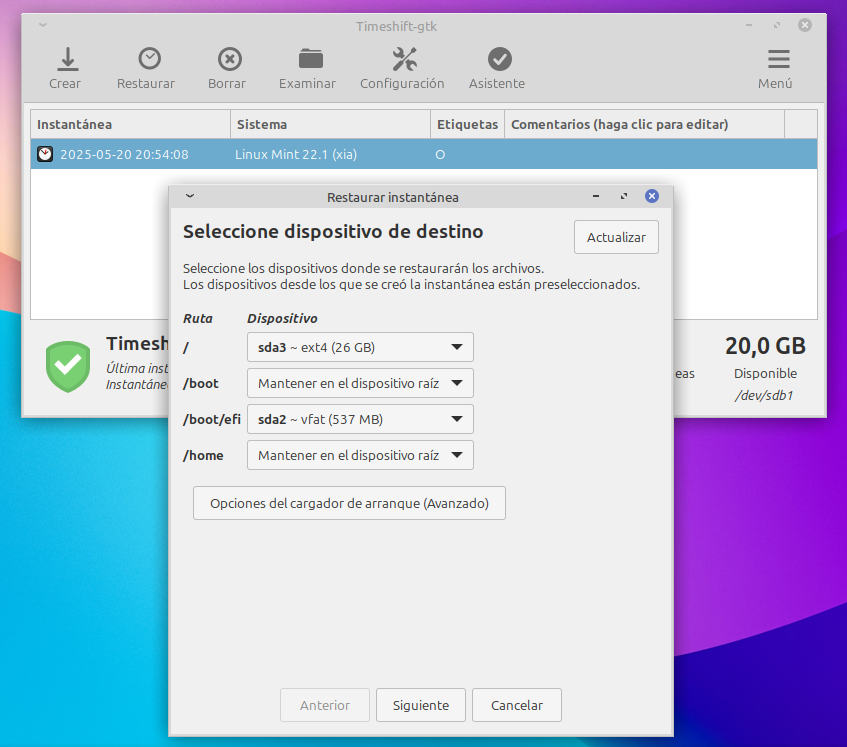 Timeshift-gtk
Crear
Restaurar
Borrar
Examinar
Configuración
Asistente
Menú
Instantánea
Sistema
Etiquetas
Comentarios (haga clic para editar)
2025-05-20 20:54:08
Linux Mint 22.1 (xia)
O
Restaurar instantánea
Seleccione dispositivo de destino
Actualizar
Seleccione los dispositivos donde se restaurarán los archivos.
Los dispositivos desde los que se creó la instantánea están preseleccionados.
Ruta
Dispositivo
/
sda3 ~ ext4 (26 GB)
/boot
Mantener en el dispositivo raíz
/boot/efi
sda2 ~ vfat (537 MB)
/home
Mantener en el dispositivo raíz
Opciones del cargador de arranque (Avanzado)
Anterior
Siguiente
Cancelar
Timesh
Última inst
Instantáne
eas
20,0 GB
Disponible
/dev/sdb1